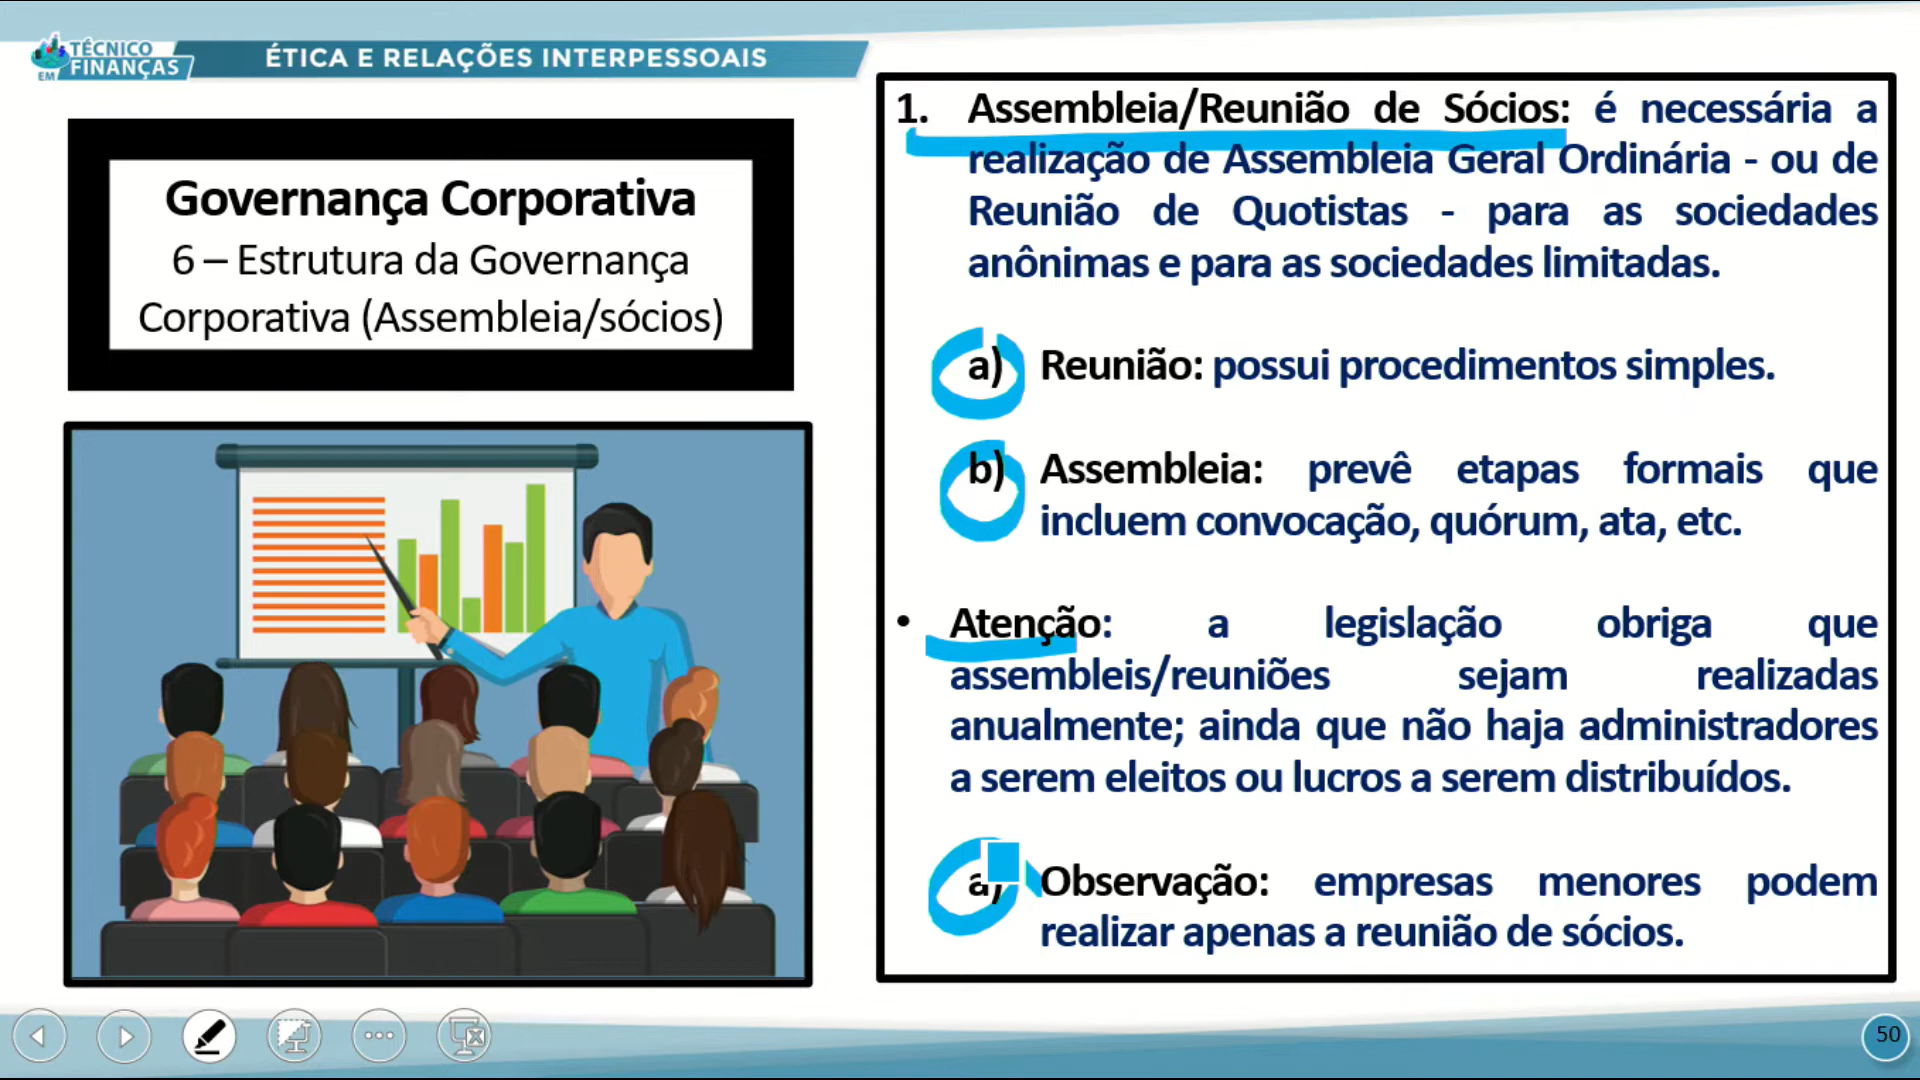 TÉCNICO
EM FINANÇAS
ÉTICA E RELAÇÕES INTERPESSOAIS
Governança Corporativa
6 – Estrutura da Governança
Corporativa (Assembleia/sócios)
1. Assembleia/Reunião de Sócios: é necessária a
realização de Assembleia Geral Ordinária - ou de
Reunião de Quotistas - para as sociedades
anônimas e para as sociedades limitadas.
a) Reunião: possui procedimentos simples.
b) Assembleia: prevê etapas formais que
incluem convocação, quórum, ata, etc.
• Atenção: a legislação obriga que
assembleis/reuniões sejam realizadas
anualmente; ainda que não haja administradores
a serem eleitos ou lucros a serem distribuídos.
a) Observação: empresas menores podem
realizar apenas a reunião de sócios.
50